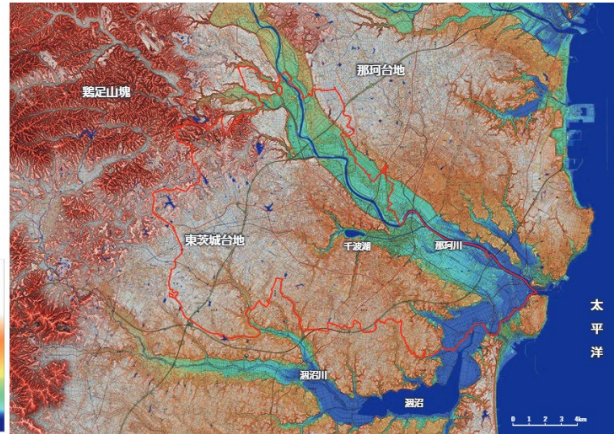 那珂台地
鶏足山塊
東茨城台地
千波湖
那珂川
太平洋
涸沼川
涸沼
0 1 2 3 4km